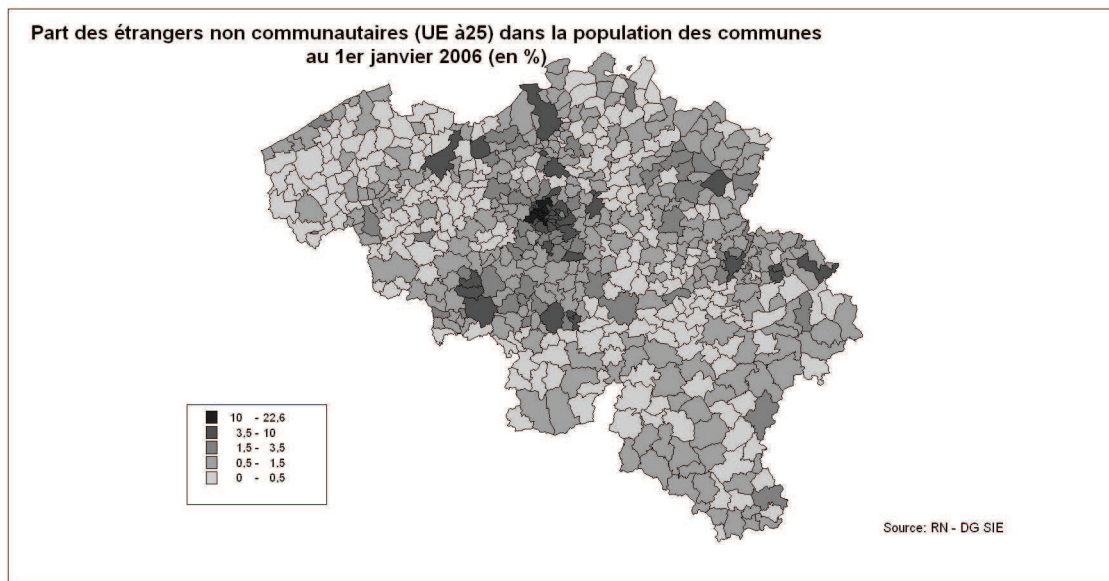 Part des étrangers non communautaires (UE à25) dans la population des communes
au 1er janvier 2006 (en %)
10 - 22,6
3,5 - 10
1,5 - 3,5
0,5 - 1,5
0 - 0,5
Source: RN - DG SIE